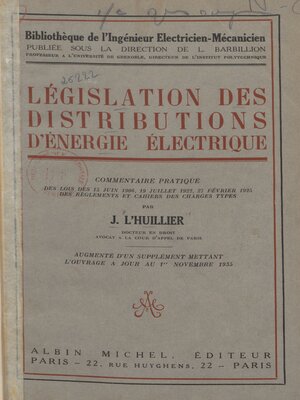 Bibliothèque de l'Ingénieur Electricien-Mécanicien
PUBLIÉE SOUS LA DIRECTION DE L. BARBILLION
PROFESSEUR A L'UNIVERSITÉ DE GRENOBLE, DIRECTEUR DE L'INSTITUT POLYTECHNIQUE
25222
LÉGISLATION DES
DISTRIBUTIONS
D'ÉNERGIE ÉLECTRIQUE
COMMENTAIRE PRATIQUE
DES LOIS DES 15 JUIN 1906, 19 JUILLET 1922, 27 FÉVRIER 1925
DES RÈGLEMENTS ET CAHIERS DES CHARGES TYPES
PAR
J. L'HUILLIER
DOCTEUR EN DROIT
AVOCAT A LA COUR D'APPEL DE PARIS
AUGMENTÉ D'UN SUPPLÉMENT METTANT
L'OUVRAGE A JOUR AU 1er NOVEMBRE 1935
ALBIN MICHEL, ÉDITEUR
PARIS — 22, RUE HUYGHENS, 22 — PARIS